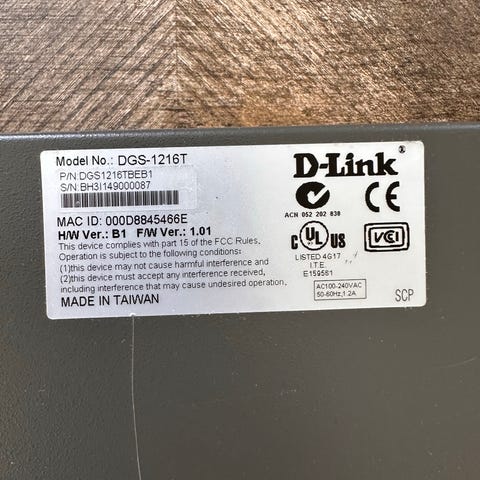 Model No.: DGS-1216T
P/N:DGS1216TBEB1
S/N:BH3I149000087
MAC ID: 000D8845466E
H/W Ver.: B1 F/W Ver.: 1.01
This device complies with part 15 of the FCC Rules.
Operation is subject to the following conditions:
(1)this device may not cause harmful interference and
(2)this device must accept any interference received,
including interference that may cause undesired operation.
MADE IN TAIWAN
D-Link®
ACN 052 202 838
C UL US
®
LISTED 4G17
I.T.E.
E159561
VCI
AC100-240VAC
50-60Hz,1.2A
SCP